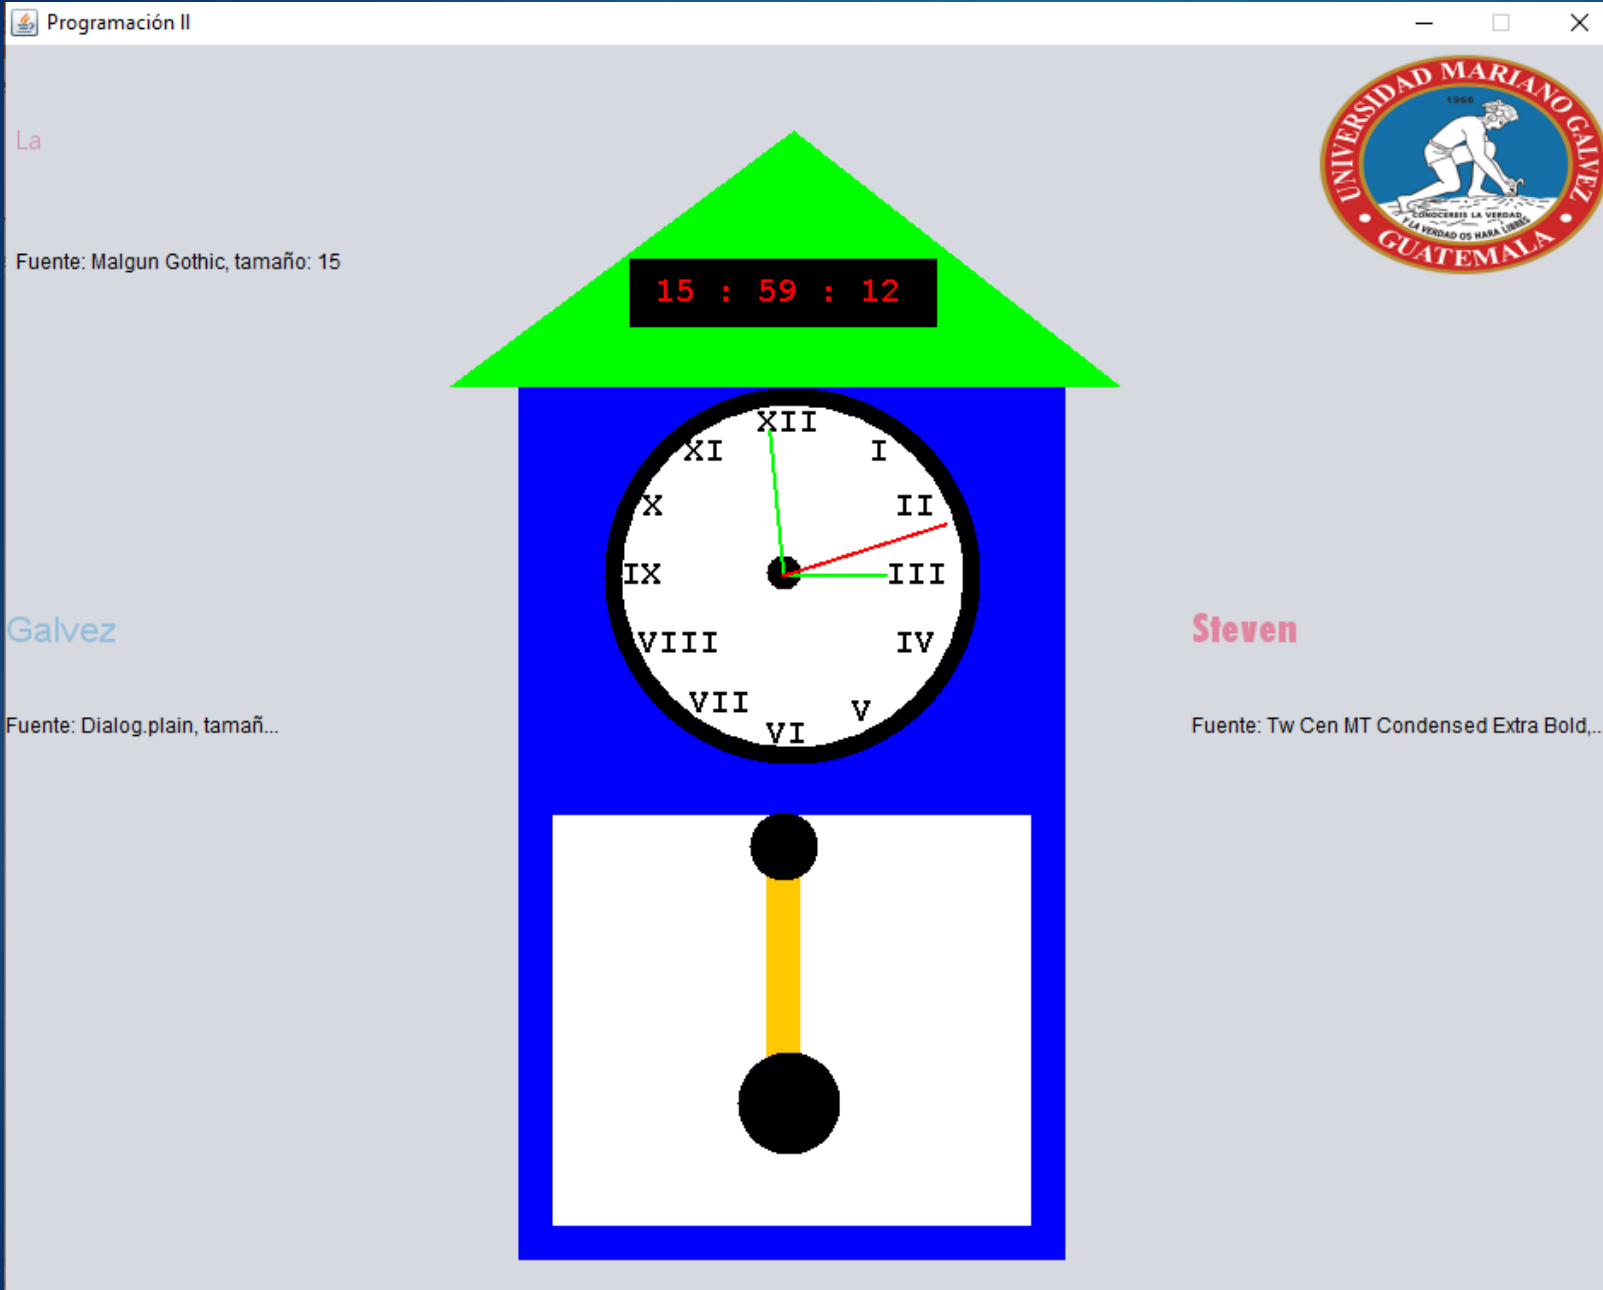 Programación II
UNIVERSIDAD MARIANO GALVEZ
1966
CONOCEREIS LA VERDAD
Y LA VERDAD OS HARA LIBRES
GUATEMALA
La
Fuente: Malgun Gothic, tamaño: 15
15 : 59 : 12
XII
XI
I
X
II
IX
III
VIII
IV
VII
V
VI
Galvez
Steven
Fuente: Dialog.plain, tamañ...
Fuente: Tw Cen MT Condensed Extra Bold,...